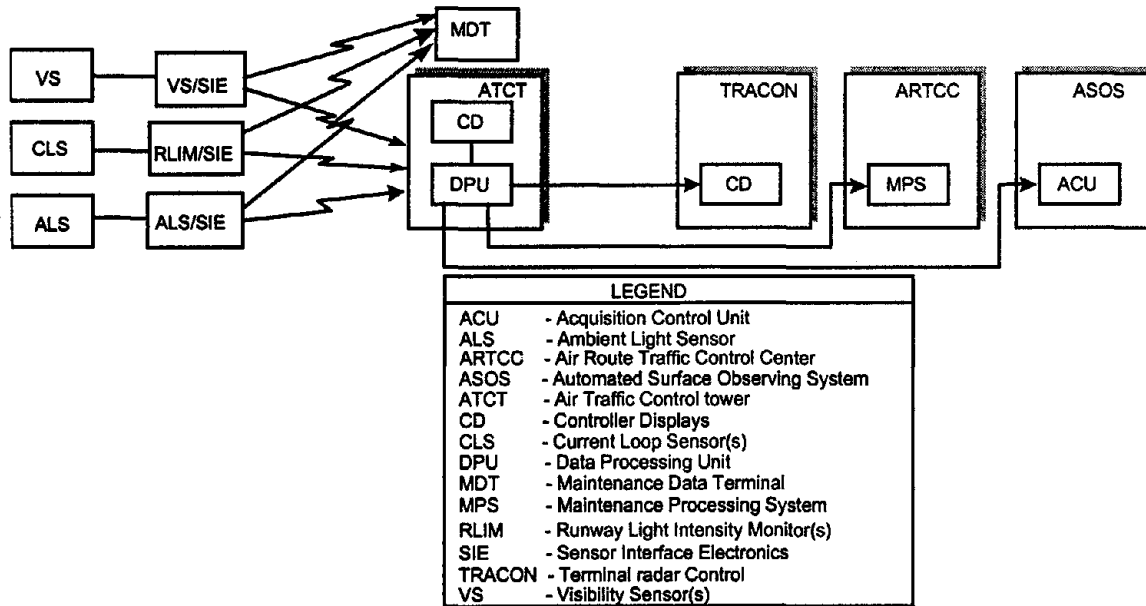 MDT
VS
VS/SIE
ATCT
TRACON
ARTCC
ASOS
CD
CLS
RLIM/SIE
DPU
CD
MPS
ACU
ALS
ALS/SIE
LEGEND
ACU - Acquisition Control Unit
ALS - Ambient Light Sensor
ARTCC - Air Route Traffic Control Center
ASOS - Automated Surface Observing System
ATCT - Air Traffic Control tower
CD - Controller Displays
CLS - Current Loop Sensor(s)
DPU - Data Processing Unit
MDT - Maintenance Data Terminal
MPS - Maintenance Processing System
RLIM - Runway Light Intensity Monitor(s)
SIE - Sensor Interface Electronics
TRACON - Terminal radar Control
VS - Visibility Sensor(s)